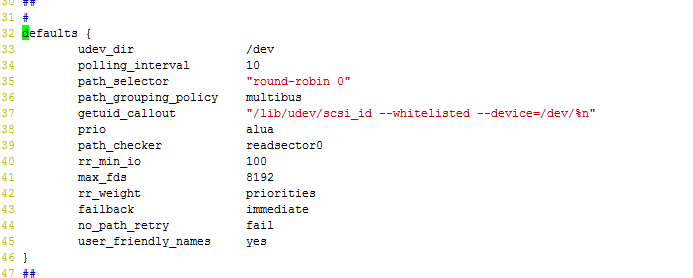 30 ##
31 #
32 defaults {
33 udev_dir /dev
34 polling_interval 10
35 path_selector "round-robin 0"
36 path_grouping_policy multibus
37 getuid_callout "/lib/udev/scsi_id --whitelisted --device=/dev/%n"
38 prio alua
39 path_checker readsector0
40 rr_min_io 100
41 max_fds 8192
42 rr_weight priorities
43 failback immediate
44 no_path_retry fail
45 user_friendly_names yes
46 }
47 ##